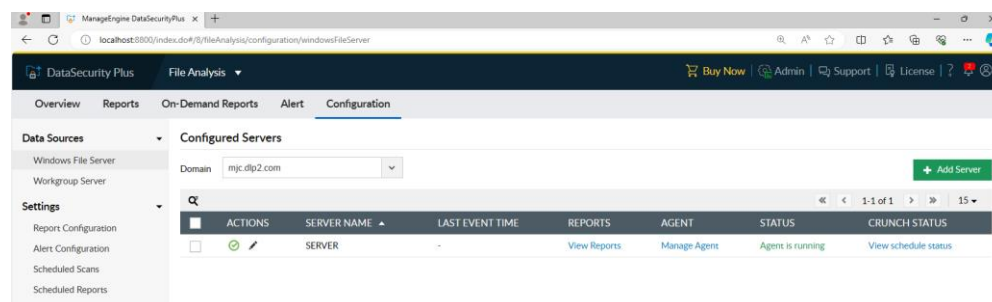 ManageEngine DataSecurityPlus
localhost:8800/index.do#/8/fileAnalysis/configuration/windowsFileServer
DataSecurity Plus File Analysis Buy Now Admin Support License ?
Overview Reports On-Demand Reports Alert Configuration
Data Sources
Windows File Server
Workgroup Server
Settings
Report Configuration
Alert Configuration
Scheduled Scans
Scheduled Reports
Configured Servers
Domain mjc.dlp2.com
+ Add Server
1-1 of 1 15
ACTIONS SERVER NAME LAST EVENT TIME REPORTS AGENT STATUS CRUNCH STATUS
SERVER - View Reports Manage Agent Agent is running View schedule status